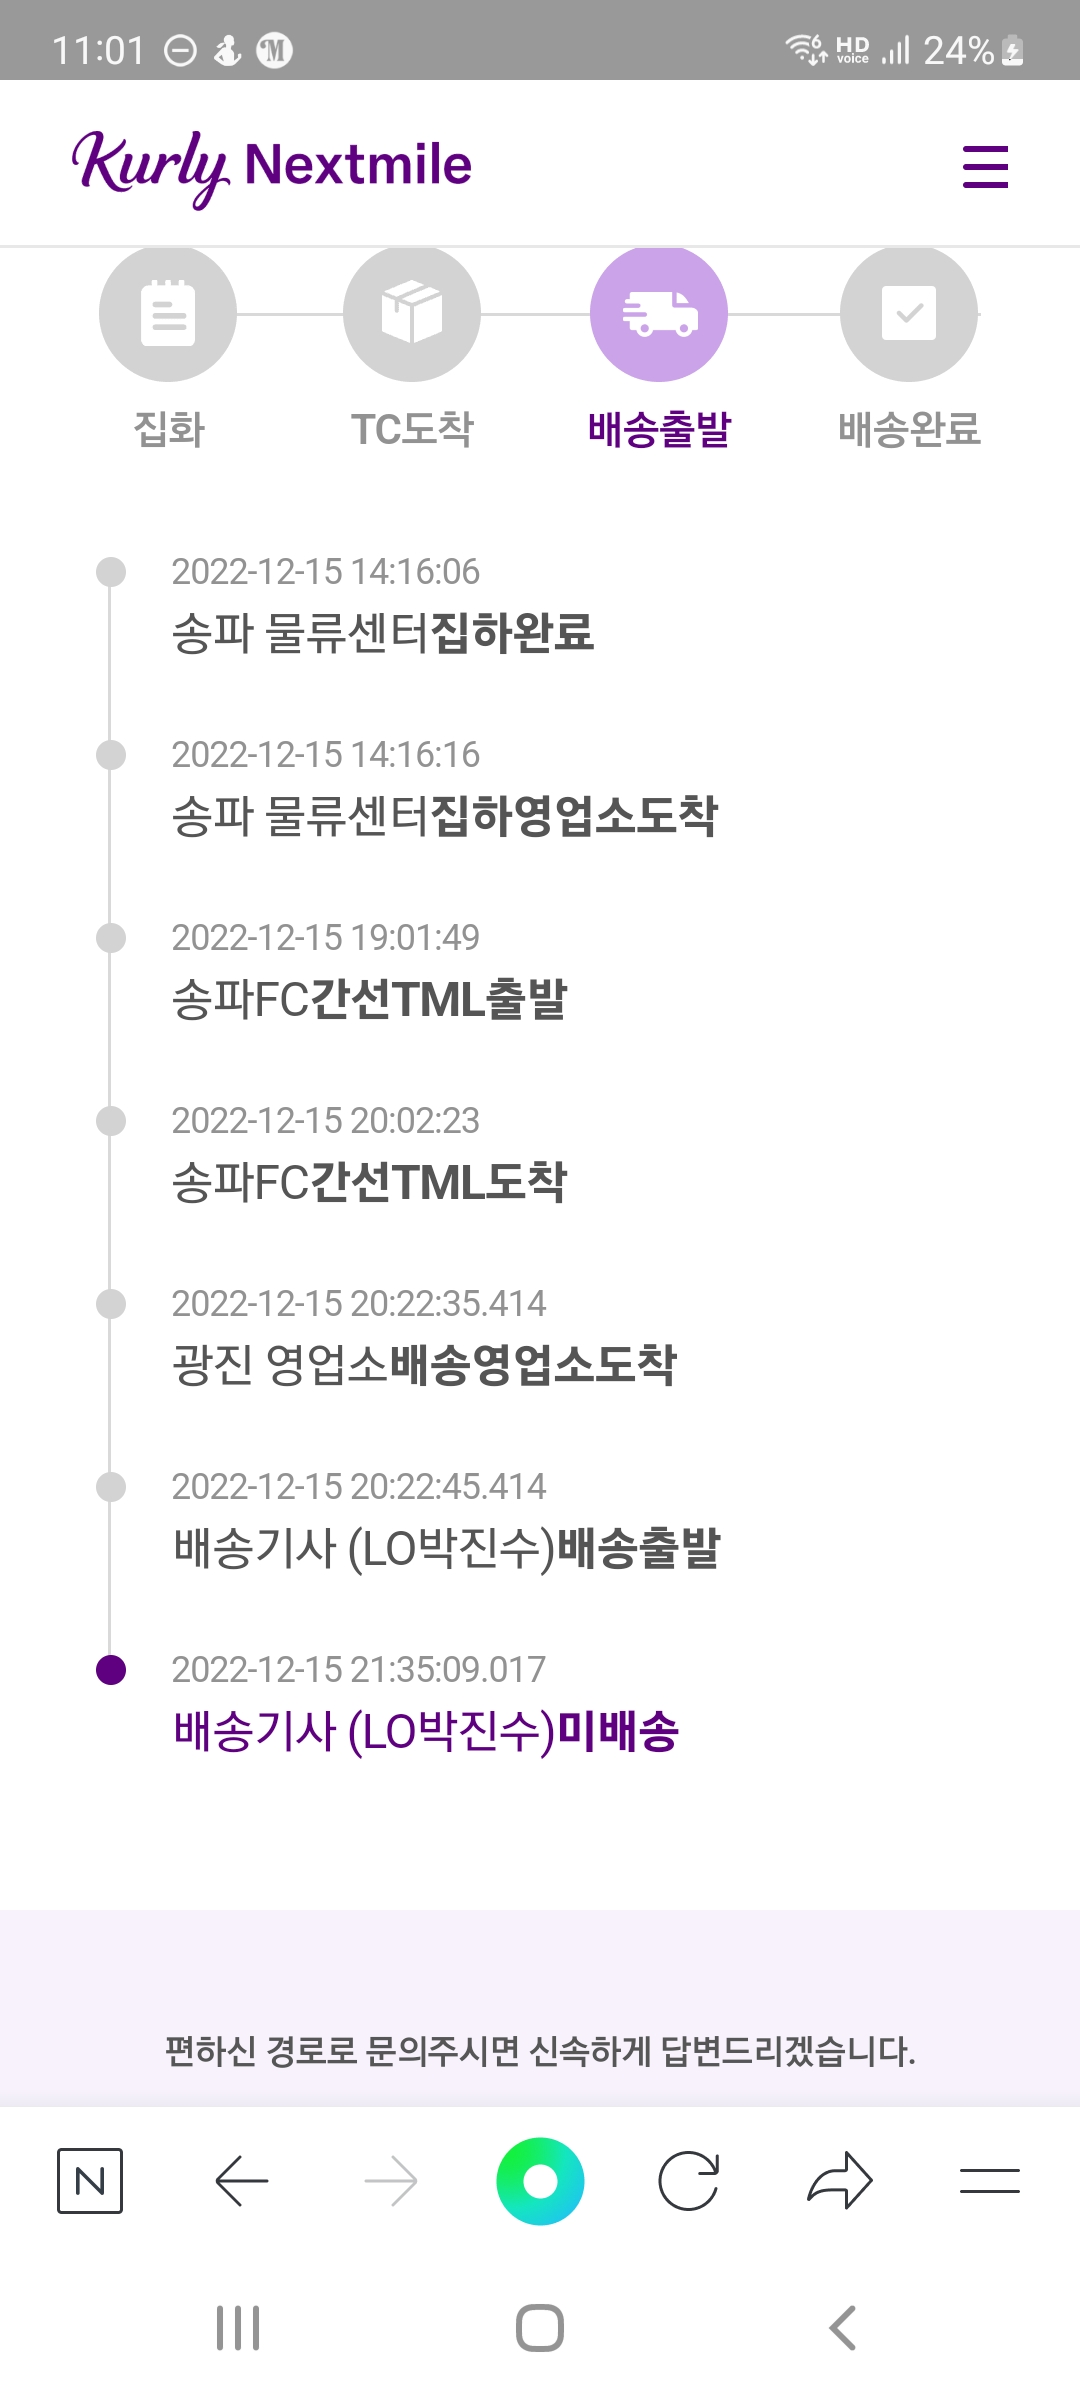 11:01
HD voice
24%
Kurly Nextmile
집화
TC도착
배송출발
배송완료
2022-12-15 14:16:06
송파 물류센터집하완료
2022-12-15 14:16:16
송파 물류센터집하영업소도착
2022-12-15 19:01:49
송파FC간선TML출발
2022-12-15 20:02:23
송파FC간선TML도착
2022-12-15 20:22:35.414
광진 영업소배송영업소도착
2022-12-15 20:22:45.414
배송기사 (LO박진수)배송출발
2022-12-15 21:35:09.017
배송기사 (LO박진수)미배송
편하신 경로로 문의주시면 신속하게 답변드리겠습니다.
N